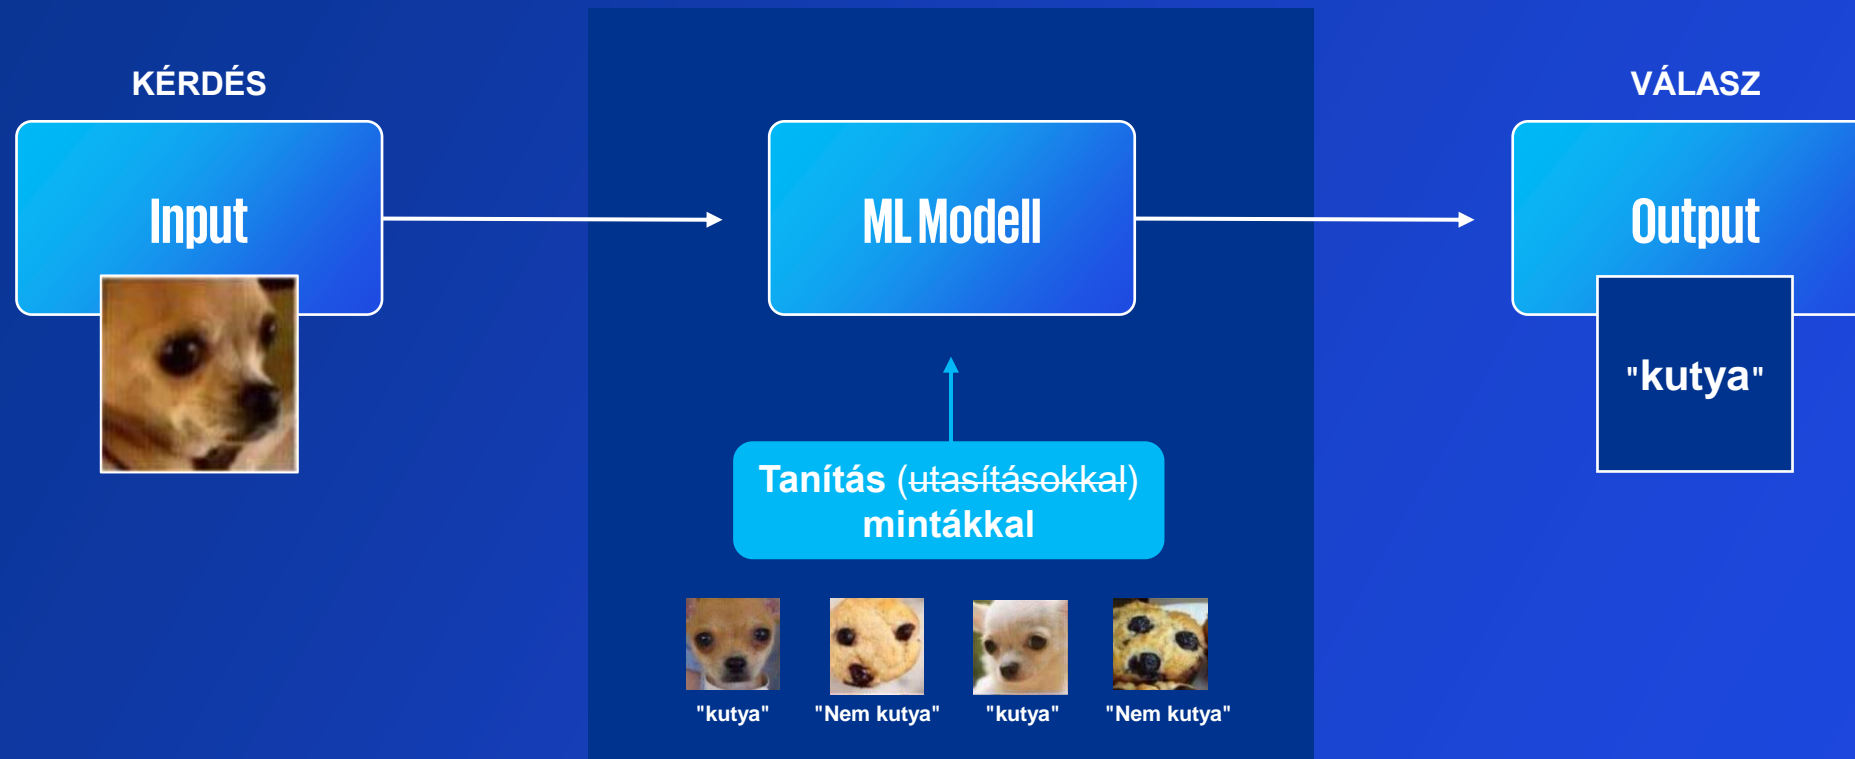 KÉRDÉS
VÁLASZ
Input
ML Modell
Output
"kutya"
Tanítás (utasításokkal)
mintákkal
"kutya"
"Nem kutya"
"kutya"
"Nem kutya"